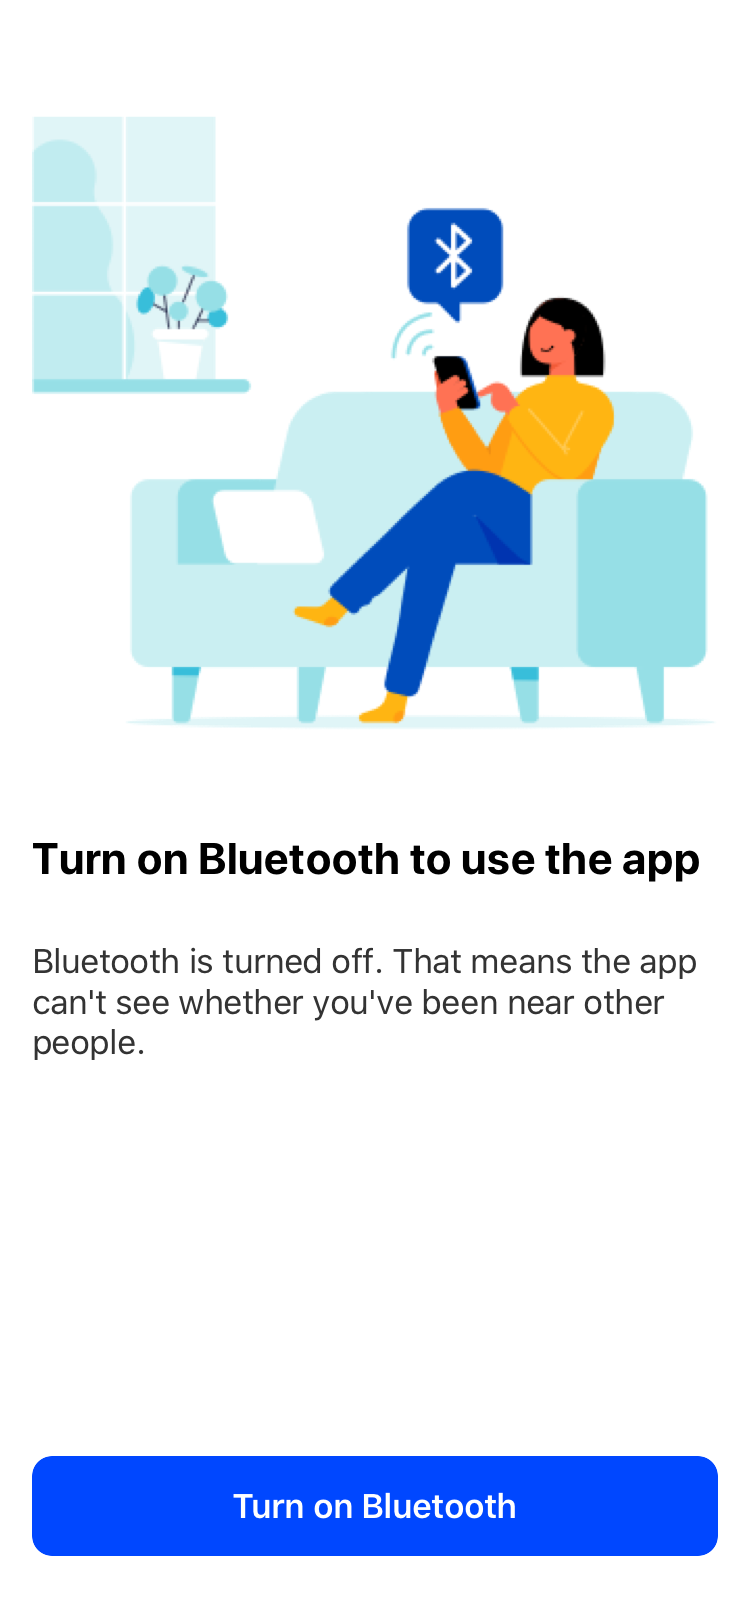 Turn on Bluetooth to use the app
Bluetooth is turned off. That means the app
can't see whether you've been near other
people.
Turn on Bluetooth